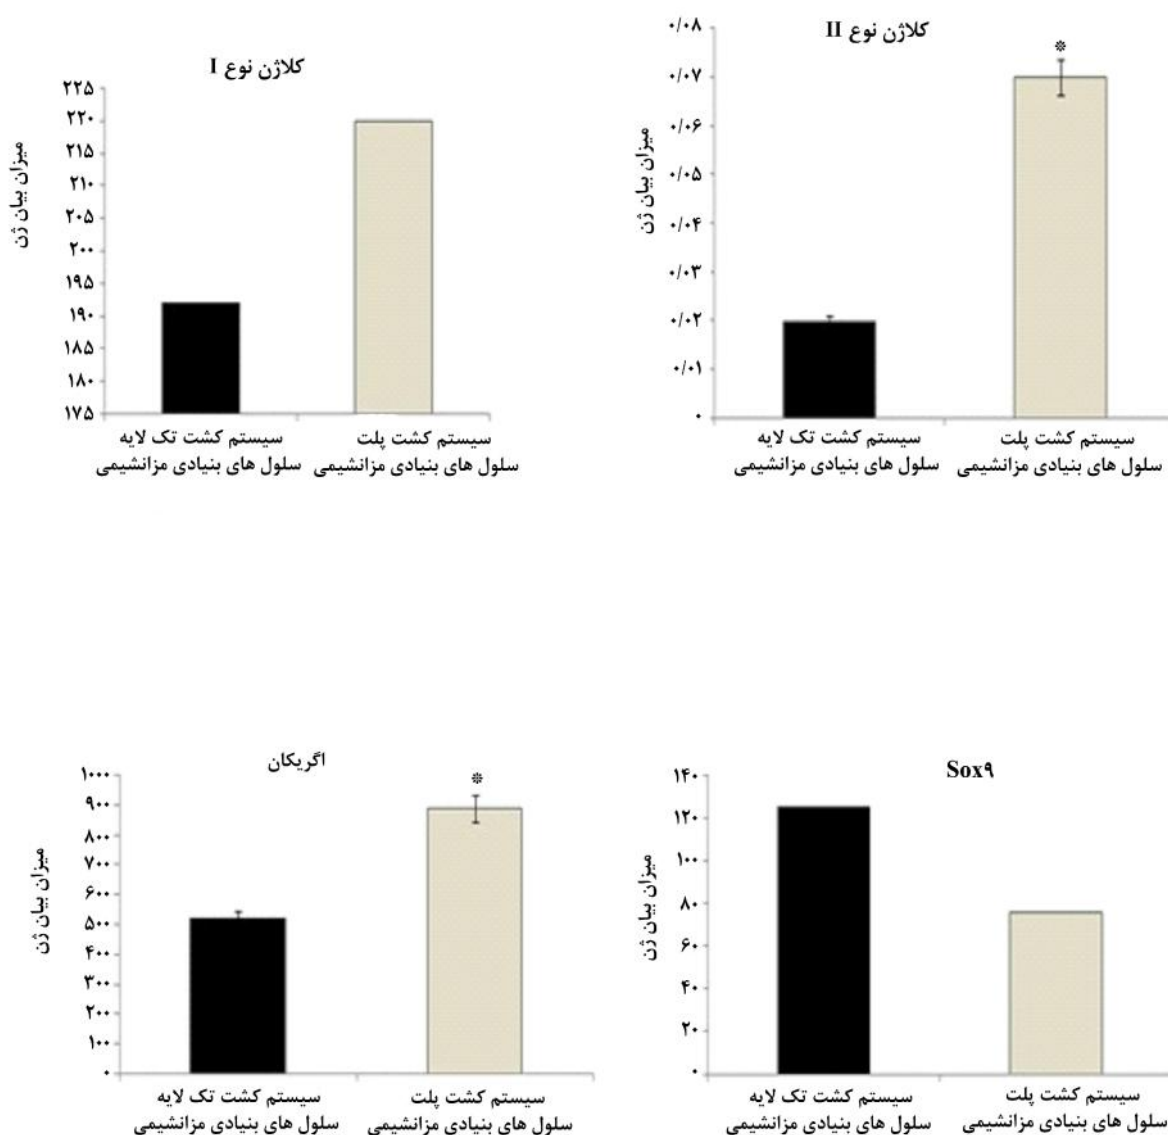 کلاژن نوع I
میزان بیان ژن
۲۲۵
۲۲۰
۲۱۵
۲۱۰
۲۰۵
۲۰۰
۱۹۵
۱۹۰
۱۸۵
۱۸۰
۱۷۵
سیستم کشت تک لایه
سلول های بنیادی مزانشیمی
سیستم کشت پلت
سلول های بنیادی مزانشیمی
کلاژن نوع II
میزان بیان ژن
۰/۰۸
۰/۰۷
۰/۰۶
۰/۰۵
۰/۰۴
۰/۰۳
۰/۰۲
۰/۰۱
۰
*
سیستم کشت تک لایه
سلول های بنیادی مزانشیمی
سیستم کشت پلت
سلول های بنیادی مزانشیمی
اگریکان
میزان بیان ژن
۱۰۰۰
۹۰۰
۸۰۰
۷۰۰
۶۰۰
۵۰۰
۴۰۰
۳۰۰
۲۰۰
۱۰۰
۰
*
سیستم کشت تک لایه
سلول های بنیادی مزانشیمی
سیستم کشت پلت
سلول های بنیادی مزانشیمی
Sox۹
میزان بیان ژن
۱۴۰
۱۲۰
۱۰۰
۸۰
۶۰
۴۰
۲۰
۰
سیستم کشت تک لایه
سلول های بنیادی مزانشیمی
سیستم کشت پلت
سلول های بنیادی مزانشیمی